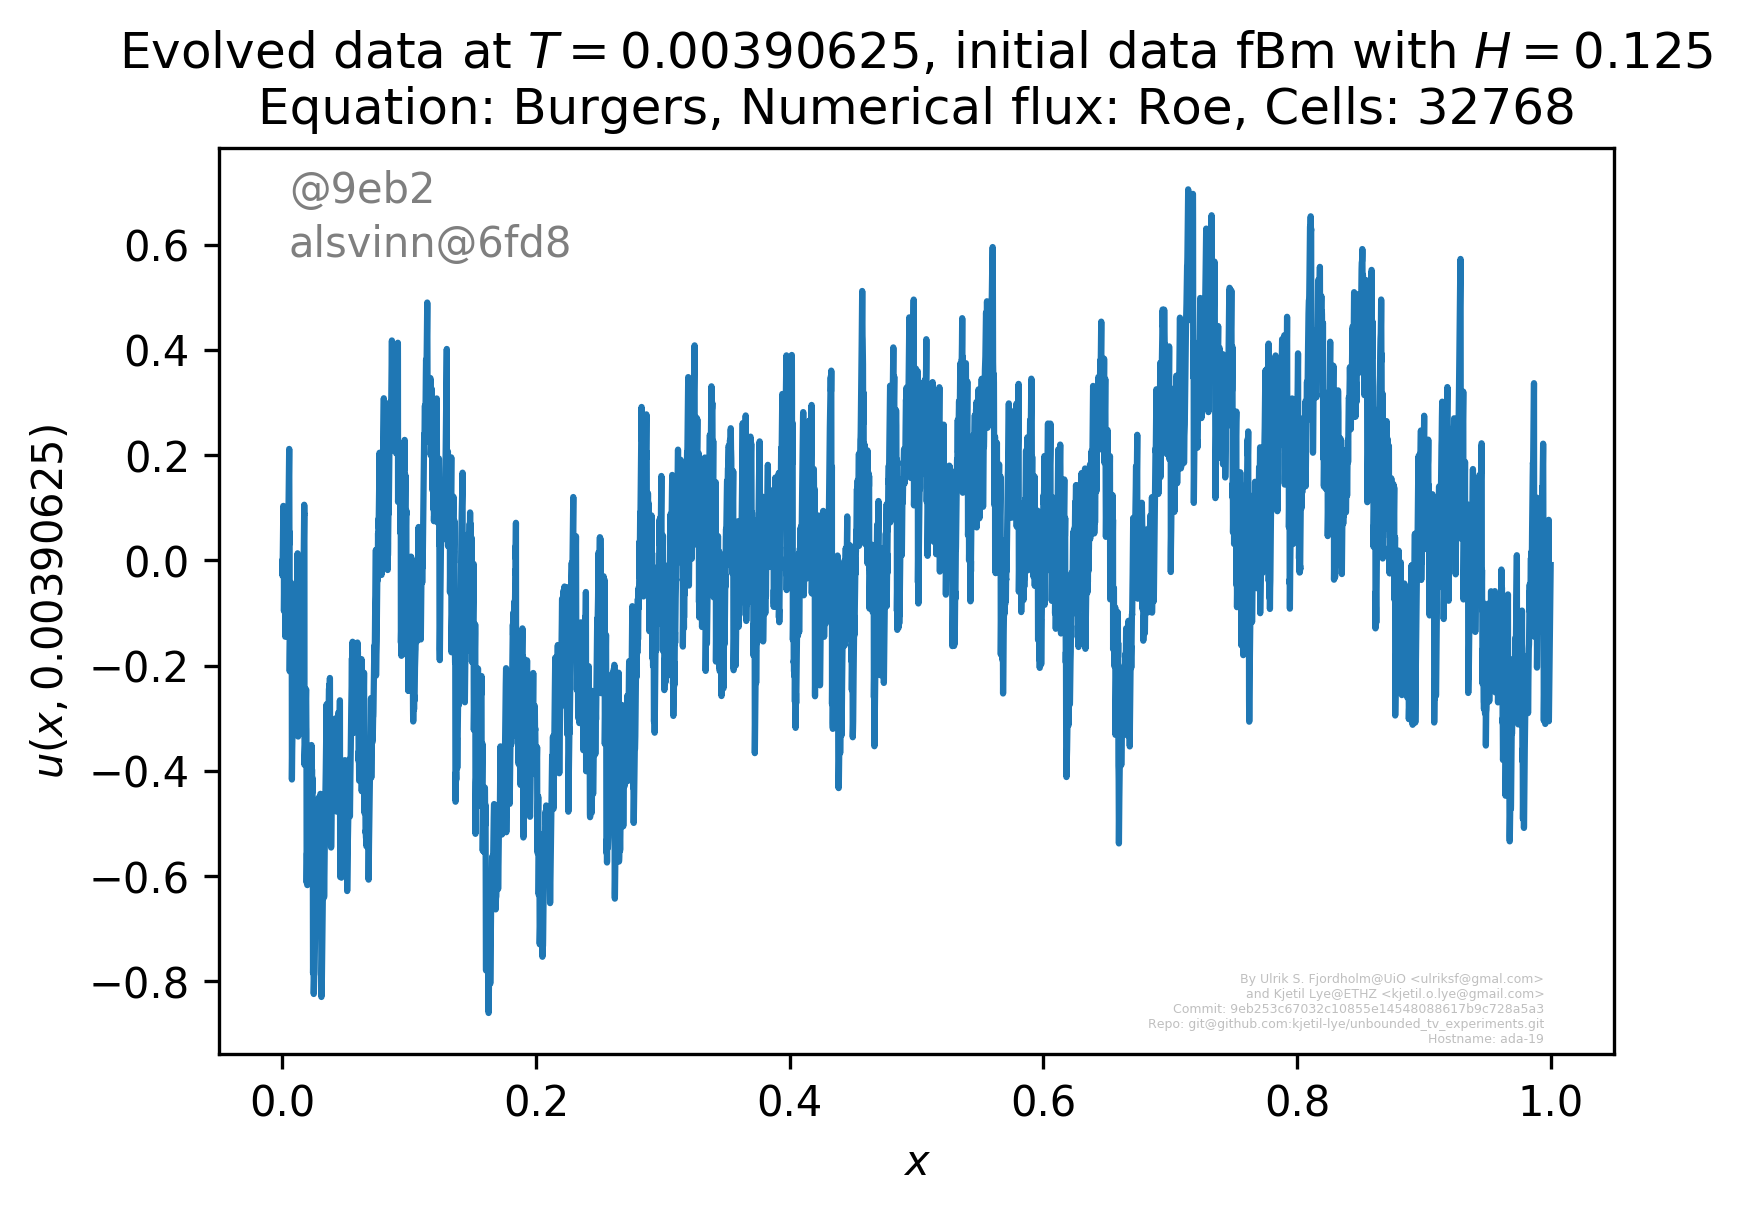 Evolved data at T = 0.00390625, initial data fBm with H = 0.125
Equation: Burgers, Numerical flux: Roe, Cells: 32768
@9eb2
alsvinn@6fd8
0.6
0.4
0.2
0.0
−0.2
−0.4
−0.6
−0.8
u(x, 0.00390625)
By Ulrik S. Fjordholm@UiO <ulriksf@gmal.com>
and Kjetil Lye@ETHZ <kjetil.o.lye@gmail.com>
Commit: 9eb253c67032c10855e14548088617b9c728a5a3
Repo: git@github.com:kjetil-lye/unbounded_tv_experiments.git
Hostname: ada-19
0.0 0.2 0.4 0.6 0.8 1.0
x